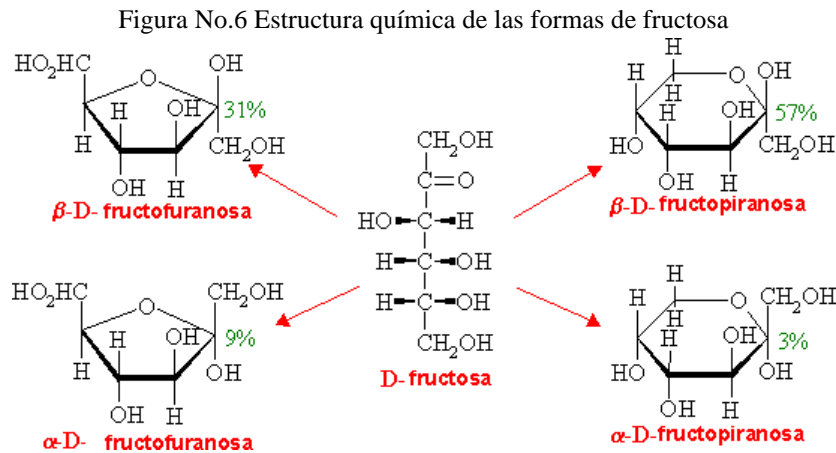 Figura No.6 Estructura química de las formas de fructosa
HO₂HC O OH
H OH 31%
H H CH₂OH
OH H
β-D- fructofuranosa
H O OH
H H OH 57%
HO H H CH₂OH
OH H
β-D- fructopiranosa
CH₂OH
C=O
HO-C-H
H-C-OH
H-C-OH
CH₂OH
D-fructosa
HO₂HC O CH₂OH
H OH 9%
H H OH
OH H
α-D- fructofuranosa
H
H O CH₂OH
H H OH 3%
HO H H OH
OH H
α-D-fructopiranosa